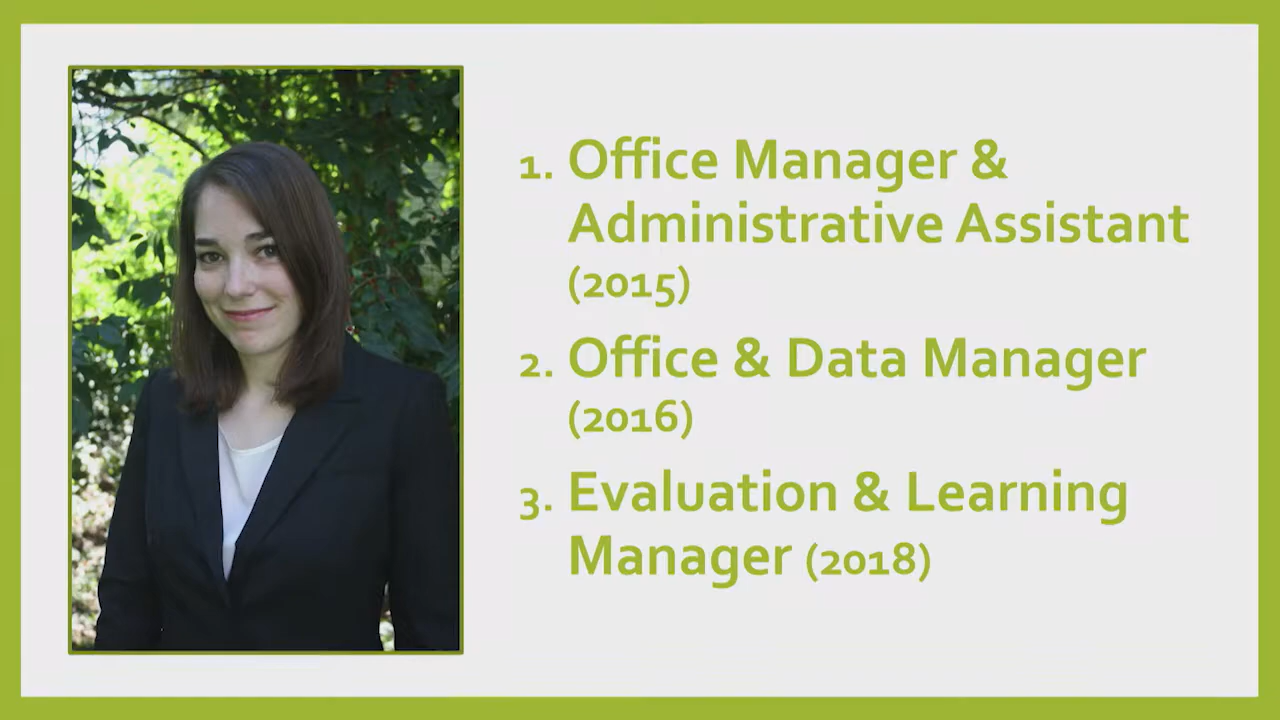 1. Office Manager &
Administrative Assistant
(2015)
2. Office & Data Manager
(2016)
3. Evaluation & Learning
Manager (2018)